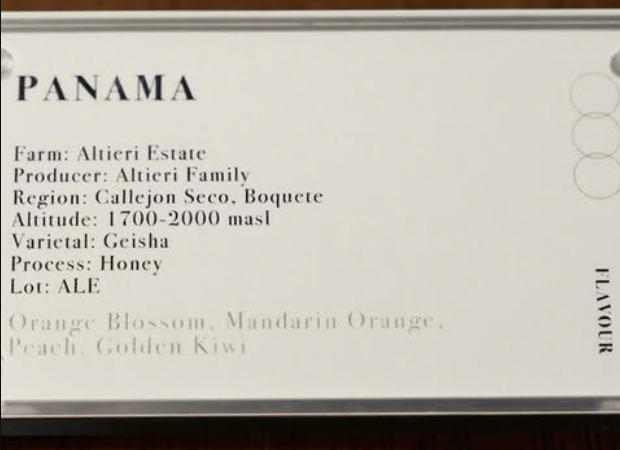 PANAMA
Farm: Altieri Estate
Producer: Altieri Family
Region: Callejon Seco, Boquete
Altitude: 1700-2000 masl
Varietal: Geisha
Process: Honey
Lot: ALE
Orange Blossom, Mandarin Orange,
Peach, Golden Kiwi
FLAVOUR